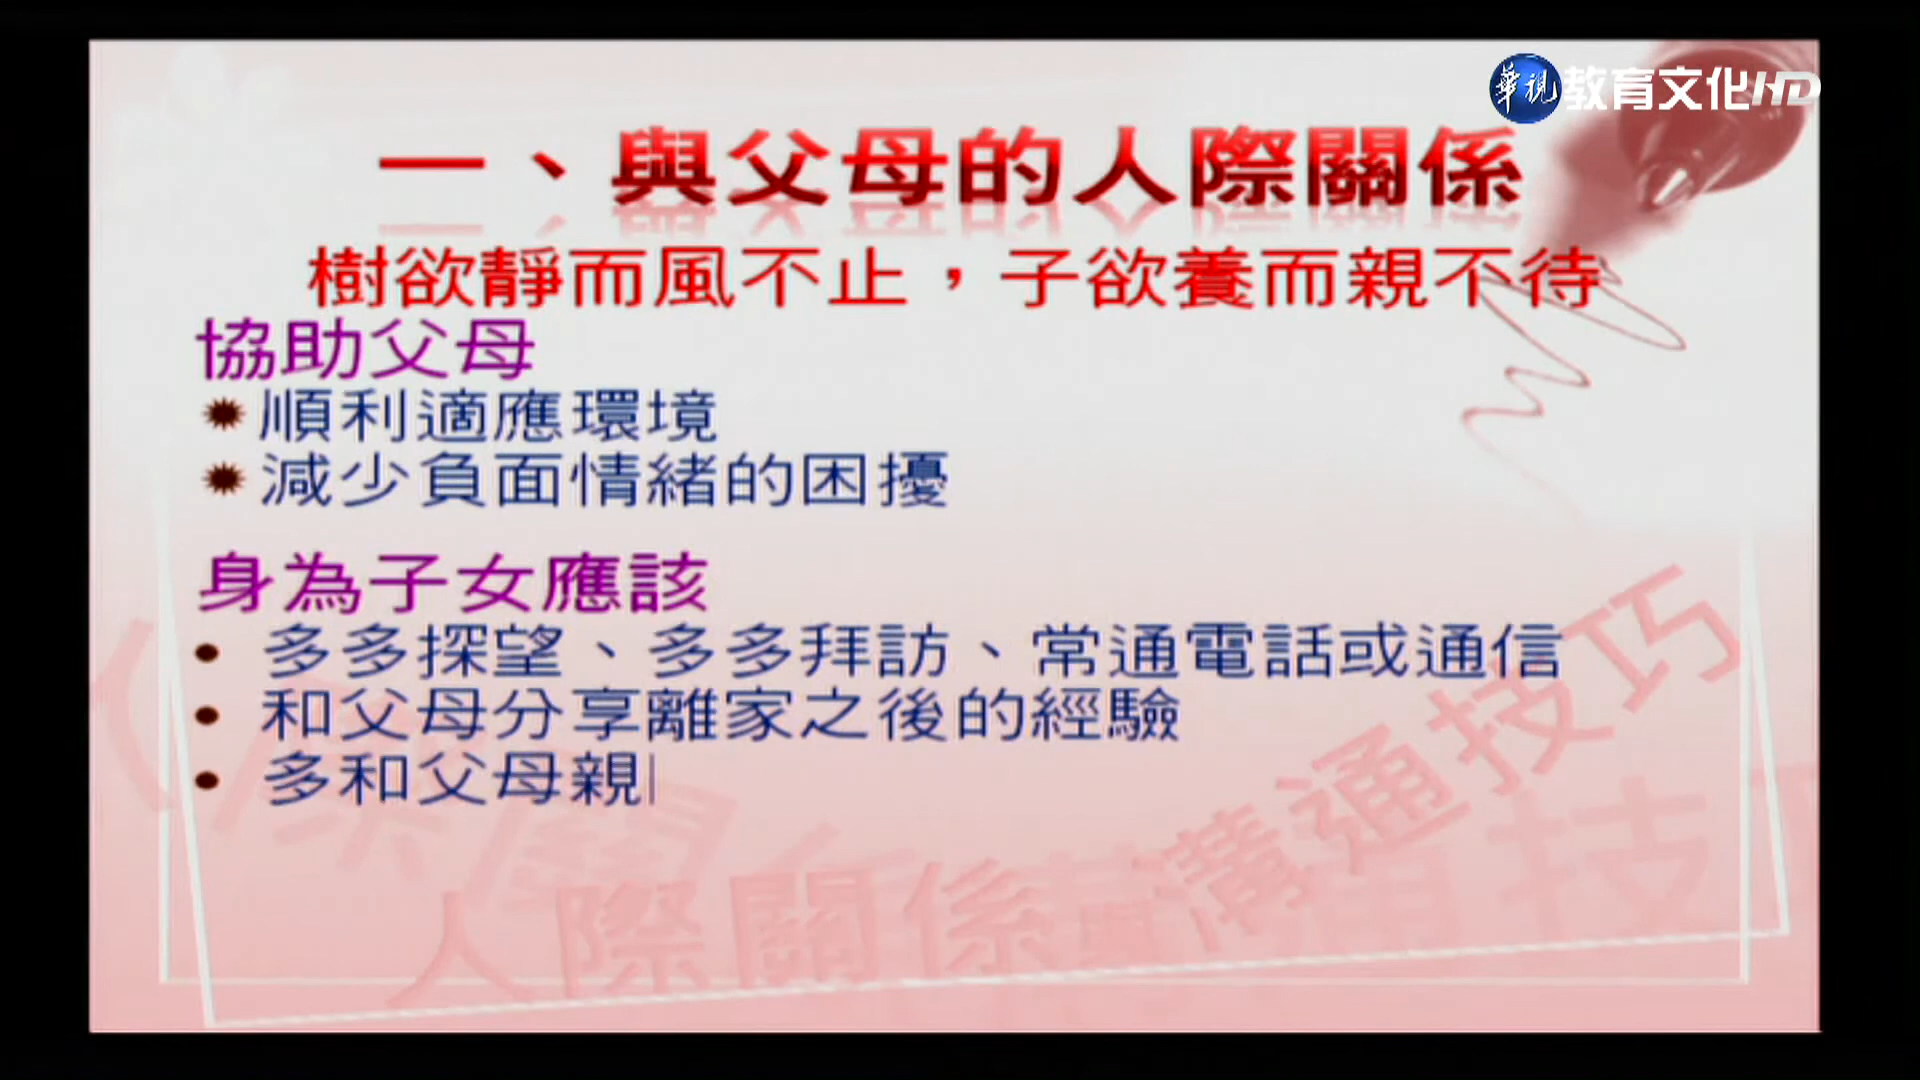 華視 教育文化HD
一、與父母的人際關係
樹欲靜而風不止，子欲養而親不待
協助父母
順利適應環境
減少負面情緒的困擾
身為子女應該
多多探望、多多拜訪、常通電話或通信
和父母分享離家之後的經驗
多和父母親
人際關係與溝通技巧